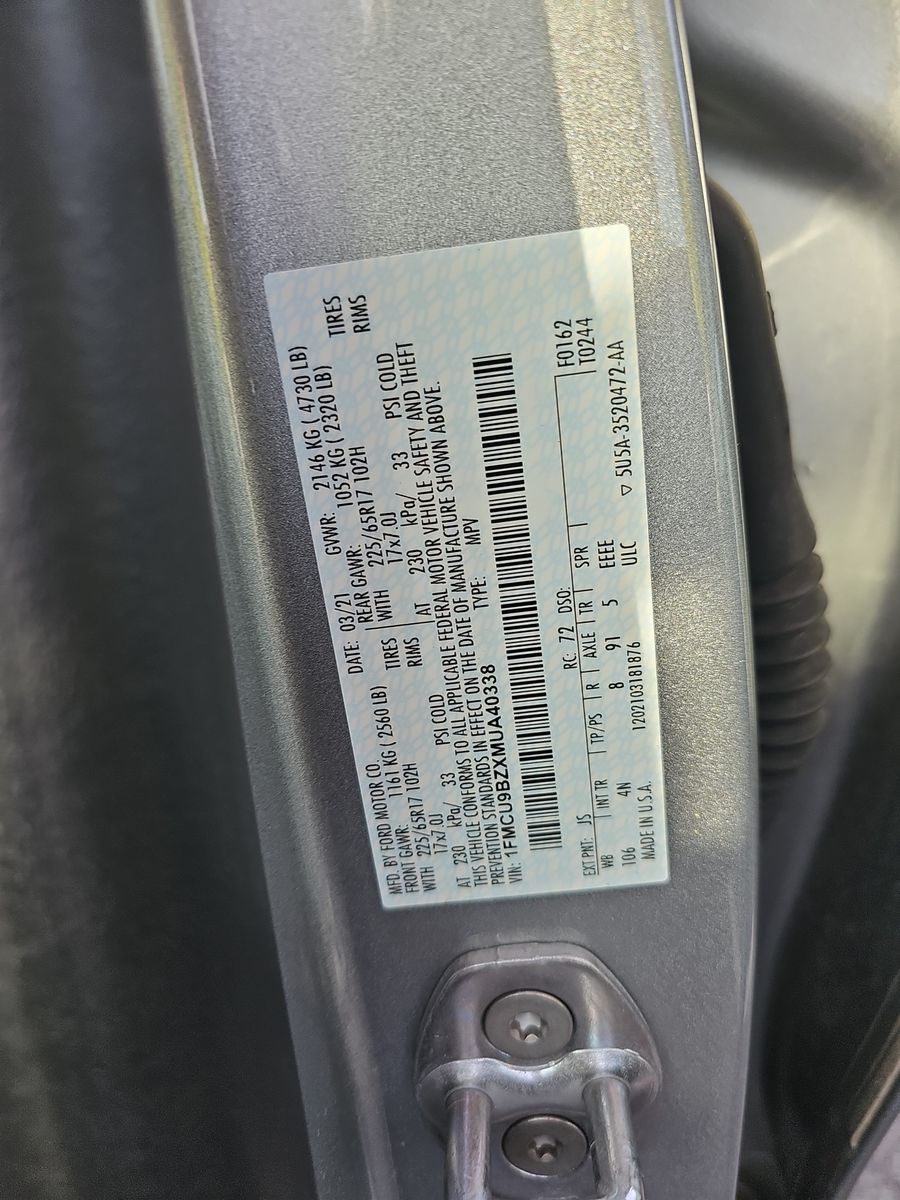 MFD. BY FORD MOTOR CO. DATE: 03/21 GVWR: 2146 KG ( 4730 LB)
FRONT GAWR: 1161 KG ( 2560 LB) REAR GAWR: 1052 KG ( 2320 LB)
WITH 225/65R17 102H TIRES WITH 225/65R17 102H TIRES
17x7.0J RIMS 17x7.0J RIMS
AT 230 kPa/ 33 PSI COLD AT 230 kPa/ 33 PSI COLD
THIS VEHICLE CONFORMS TO ALL APPLICABLE FEDERAL MOTOR VEHICLE SAFETY AND THEFT
PREVENTION STANDARDS IN EFFECT ON THE DATE OF MANUFACTURE SHOWN ABOVE.
VIN: 1FMCU9BZXMUA40338 TYPE: MPV
F0162
EXT PNT: JS RC: 72 DSO: T0244
WB INT TR TP/PS R AXLE TR SPR
106 4N 8 91 5 EEEE
MADE IN U.S.A. 1202103181876 ULC ▽ 5U5A-3520472-AA